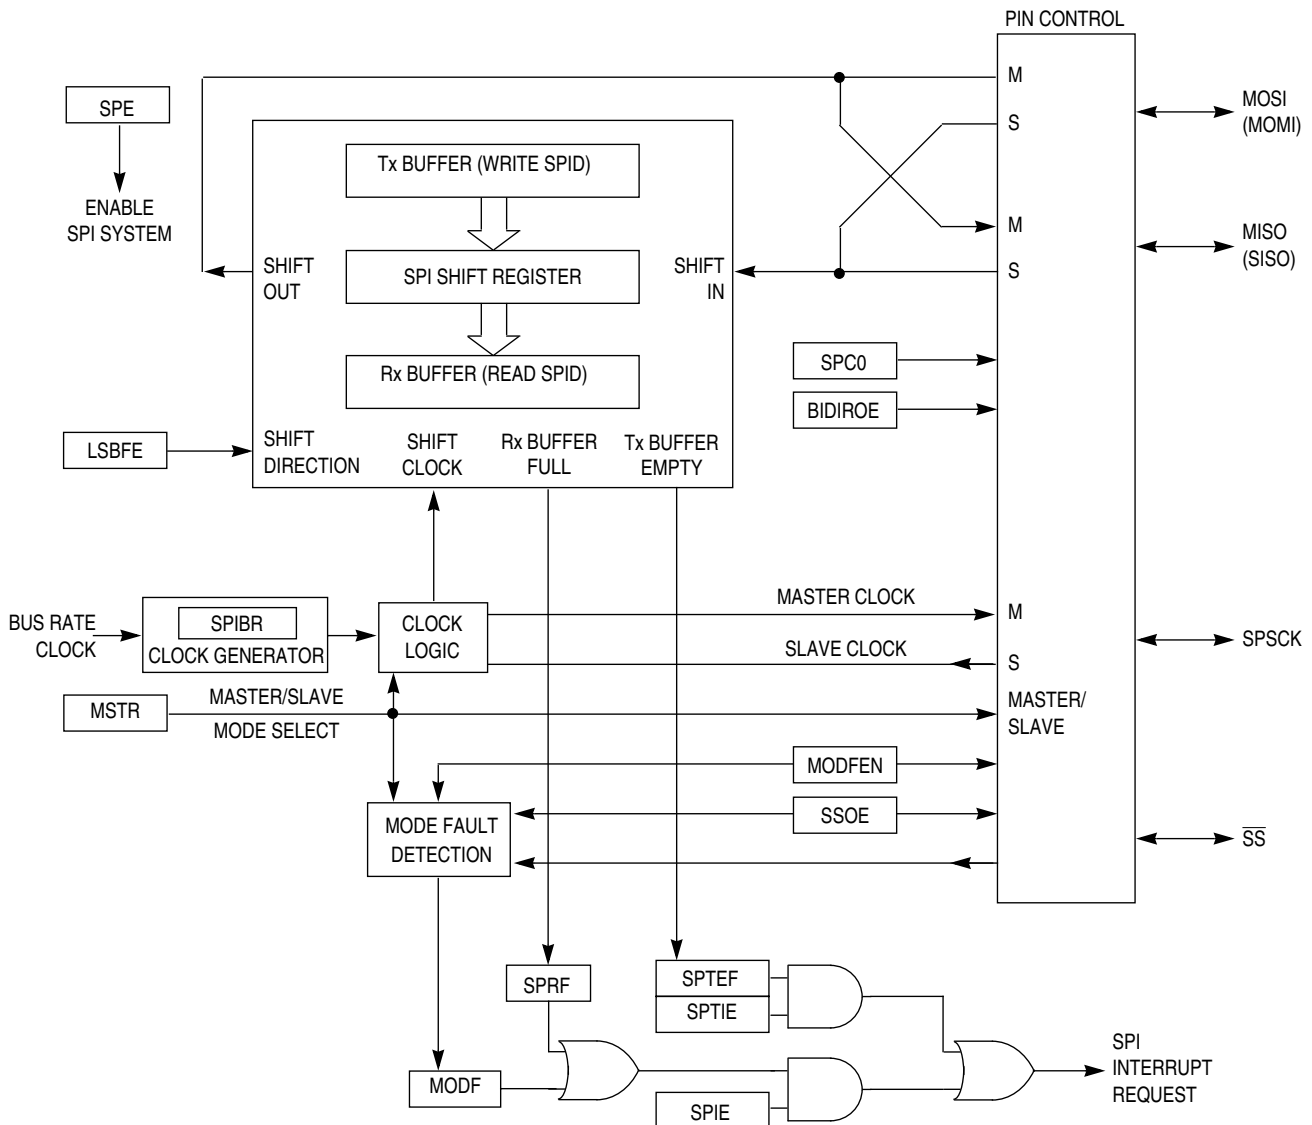 PIN CONTROL
M
SPE
MOSI
(MOMI)
S
Tx BUFFER (WRITE SPID)
ENABLE
SPI SYSTEM
M
MISO
(SISO)
SHIFT
OUT
SPI SHIFT REGISTER
SHIFT
IN
S
SPC0
Rx BUFFER (READ SPID)
BIDIROE
LSBFE
SHIFT
DIRECTION
SHIFT
CLOCK
Rx BUFFER
FULL
Tx BUFFER
EMPTY
BUS RATE
CLOCK
SPIBR
CLOCK GENERATOR
CLOCK
LOGIC
MASTER CLOCK
M
SLAVE CLOCK
S
SPSCK
MSTR
MASTER/SLAVE
MODE SELECT
MASTER/
SLAVE
MODFEN
SSOE
MODE FAULT
DETECTION
SS
SPRF
SPTEF
SPTIE
MODF
SPIE
SPI
INTERRUPT
REQUEST